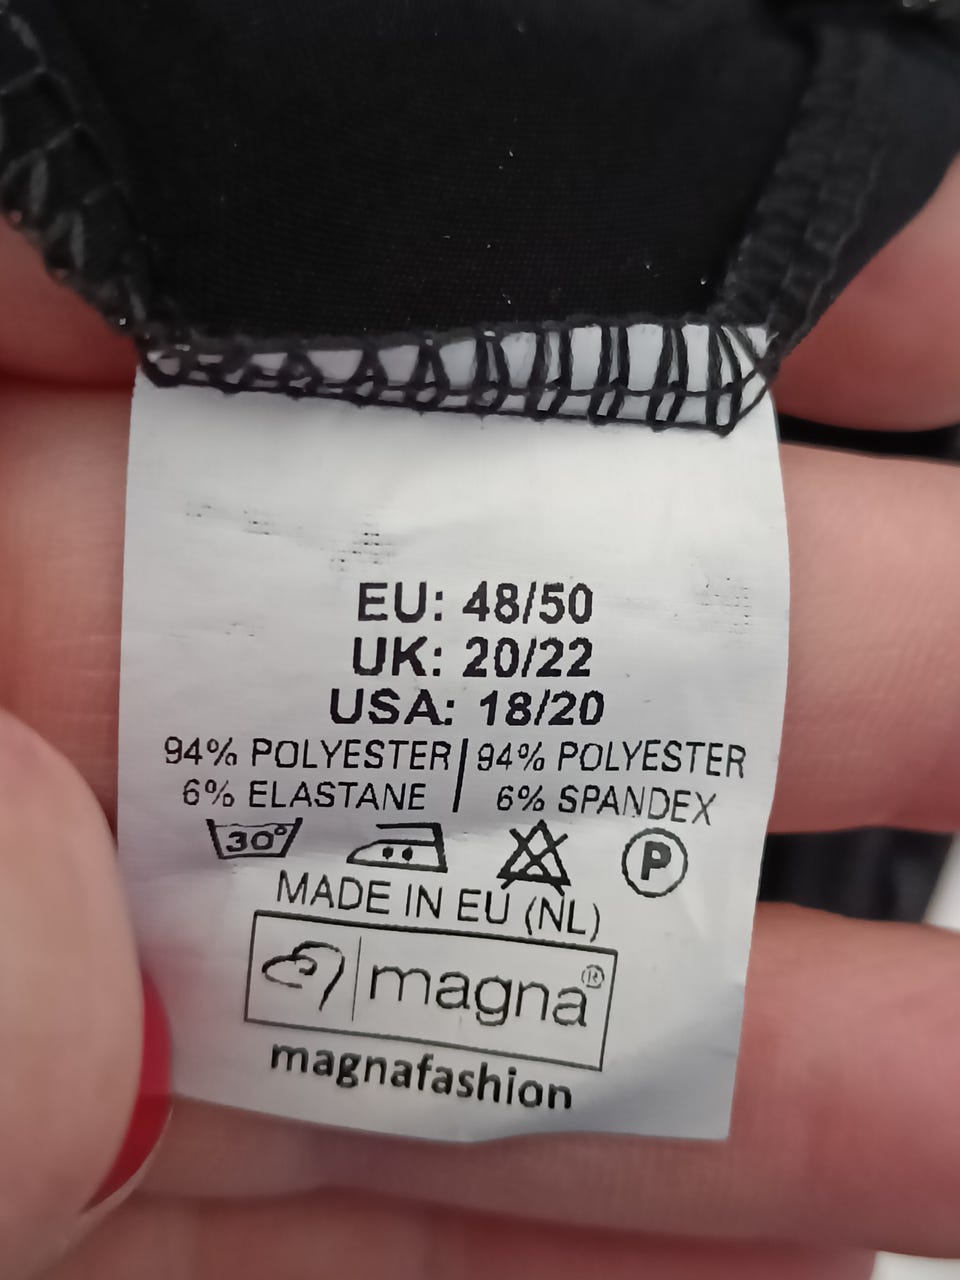 EU: 48/50
UK: 20/22
USA: 18/20
94% POLYESTER | 94% POLYESTER
6% ELASTANE | 6% SPANDEX
30° P
MADE IN EU (NL)
magna®
magnafashion